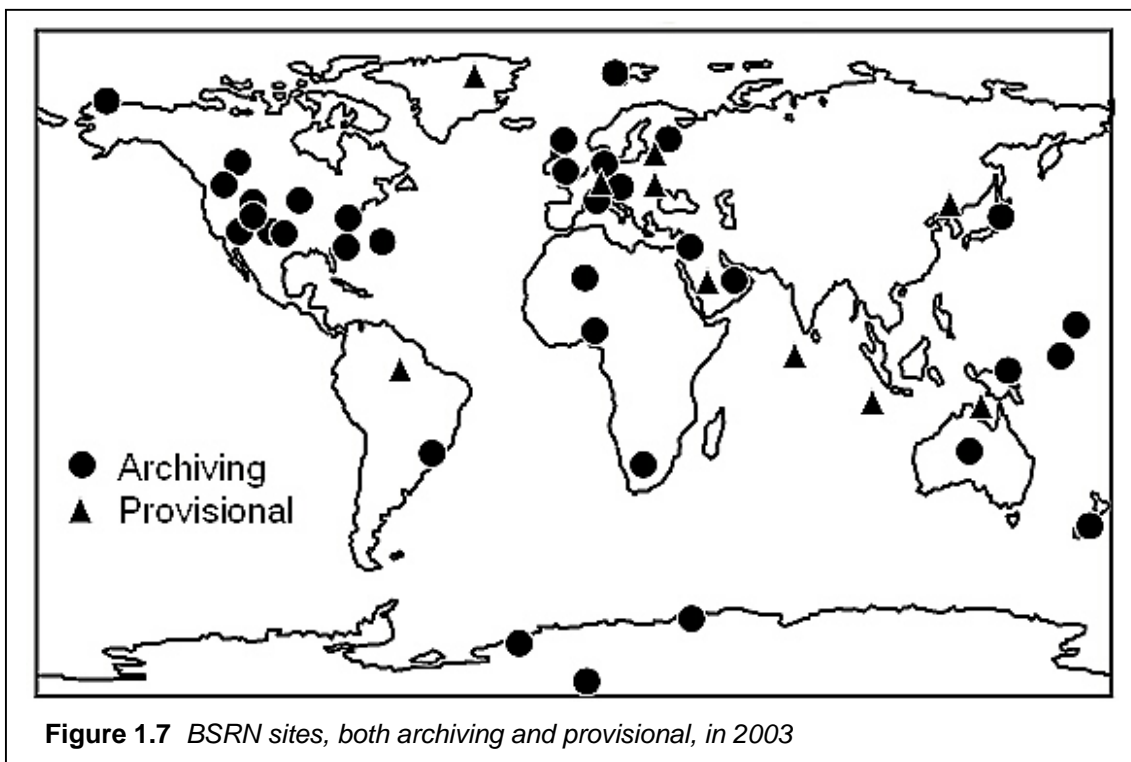 Archiving
Provisional
Figure 1.7 BSRN sites, both archiving and provisional, in 2003